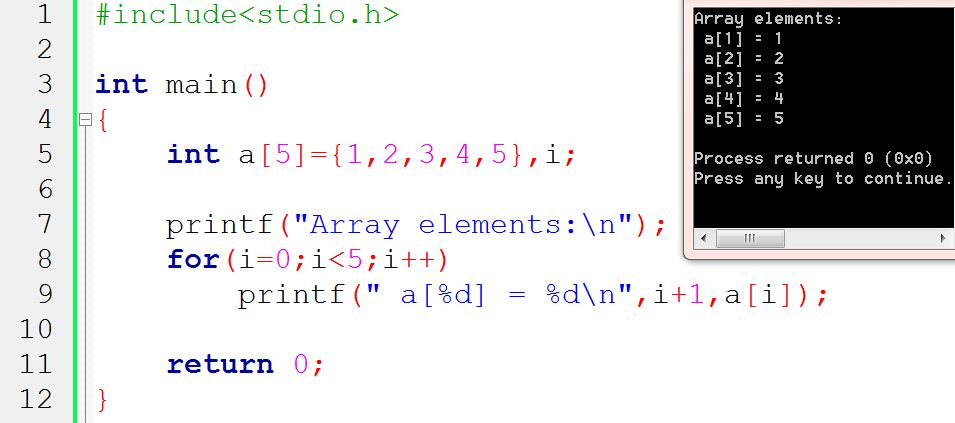 1 #include<stdio.h>
2
3 int main()
4 {
5 int a[5]={1,2,3,4,5},i;
6
7 printf("Array elements:\n");
8 for(i=0;i<5;i++)
9 printf(" a[%d] = %d\n",i+1,a[i]);
10
11 return 0;
12 }
Array elements:
a[1] = 1
a[2] = 2
a[3] = 3
a[4] = 4
a[5] = 5
Process returned 0 (0x0)
Press any key to continue.